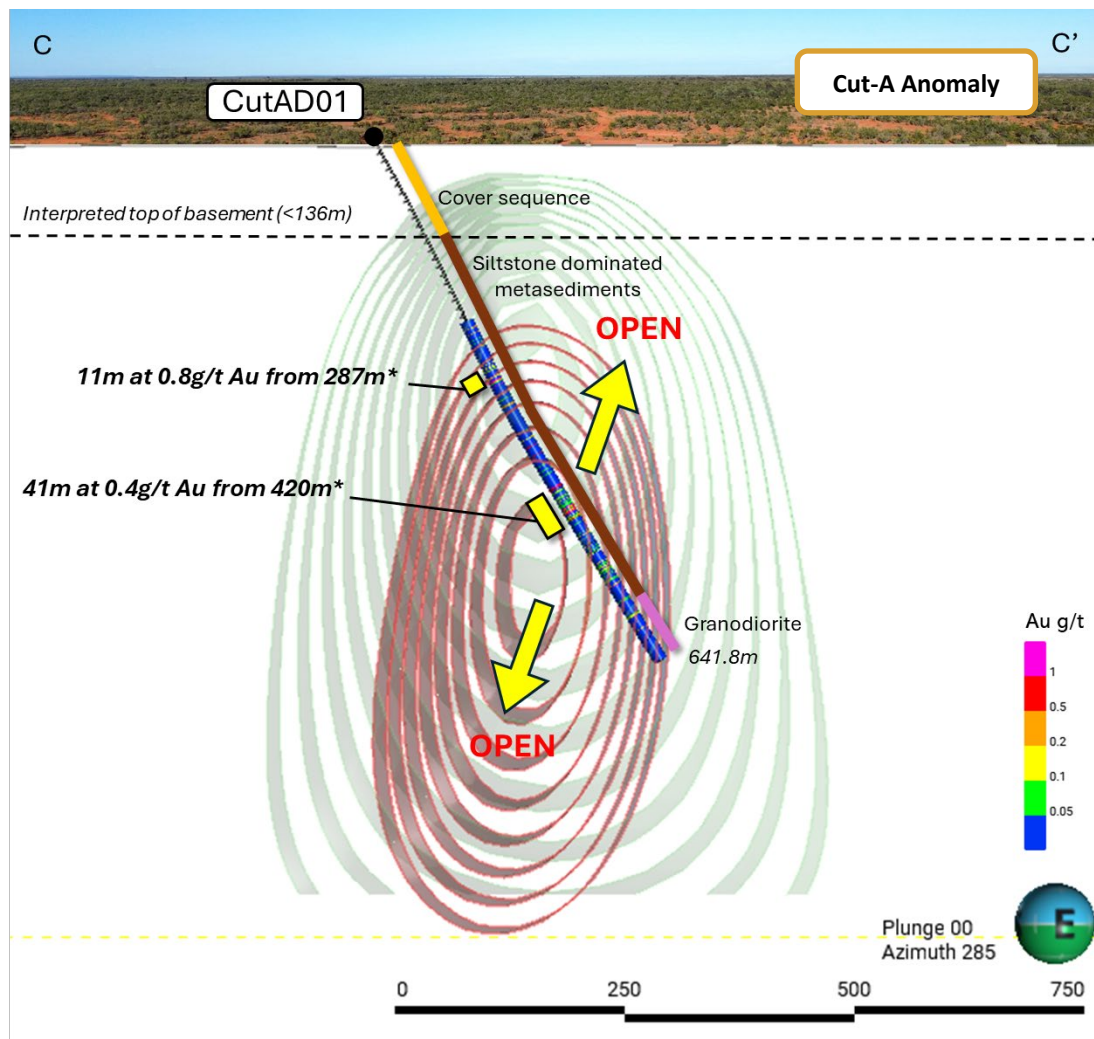 C
C'
Cut-A Anomaly
CutAD01
Cover sequence
Interpreted top of basement (<136m)
Siltstone dominated
metasediments
OPEN
11m at 0.8g/t Au from 287m*
41m at 0.4g/t Au from 420m*
Granodiorite
641.8m
OPEN
Au g/t
1
0.5
0.2
0.1
0.05
Plunge 00
Azimuth 285
E
0
250
500
750